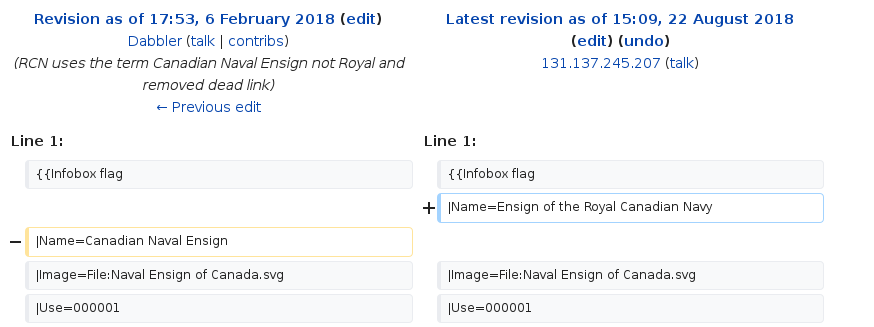 Revision as of 17:53, 6 February 2018 (edit)
Dabbler (talk | contribs)
(RCN uses the term Canadian Naval Ensign not Royal and
removed dead link)
← Previous edit
Latest revision as of 15:09, 22 August 2018
(edit) (undo)
131.137.245.207 (talk)
Line 1:
Line 1:
{{Infobox flag
{{Infobox flag
+ |Name=Ensign of the Royal Canadian Navy
− |Name=Canadian Naval Ensign
|Image=File:Naval Ensign of Canada.svg
|Image=File:Naval Ensign of Canada.svg
|Use=000001
|Use=000001